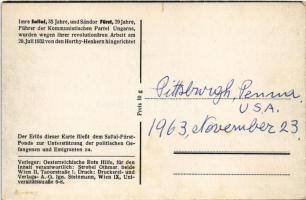 Imre Sallai, 35 Jahre, und Sándor Fürst, 29 Jahre,
Führer der Kommunistischen Partei Ungarns,
wurden wegen ihrer revolutionären Arbeit am
29. Juli 1932 von den Horthy-Henkern hingerichtet
Pittsburgh, Penna
U.S.A.
1963, November 23
Preis 10 g
Der Erlös dieser Karte fließt dem Sallai-Fürst-
Fonds zur Unterstützung der politischen Ge-
fangenen und Emigranten zu.
Verleger: Oesterreichische Rote Hilfe, für den
Inhalt verantwortlich: Strobel Othmar, beide
Wien II, Taborstraße 1. Druck: Druckerei- und
Verlags- A.-G. Ign. Steinmann, Wien IX, Uni-
versitätsstraße 6-8.